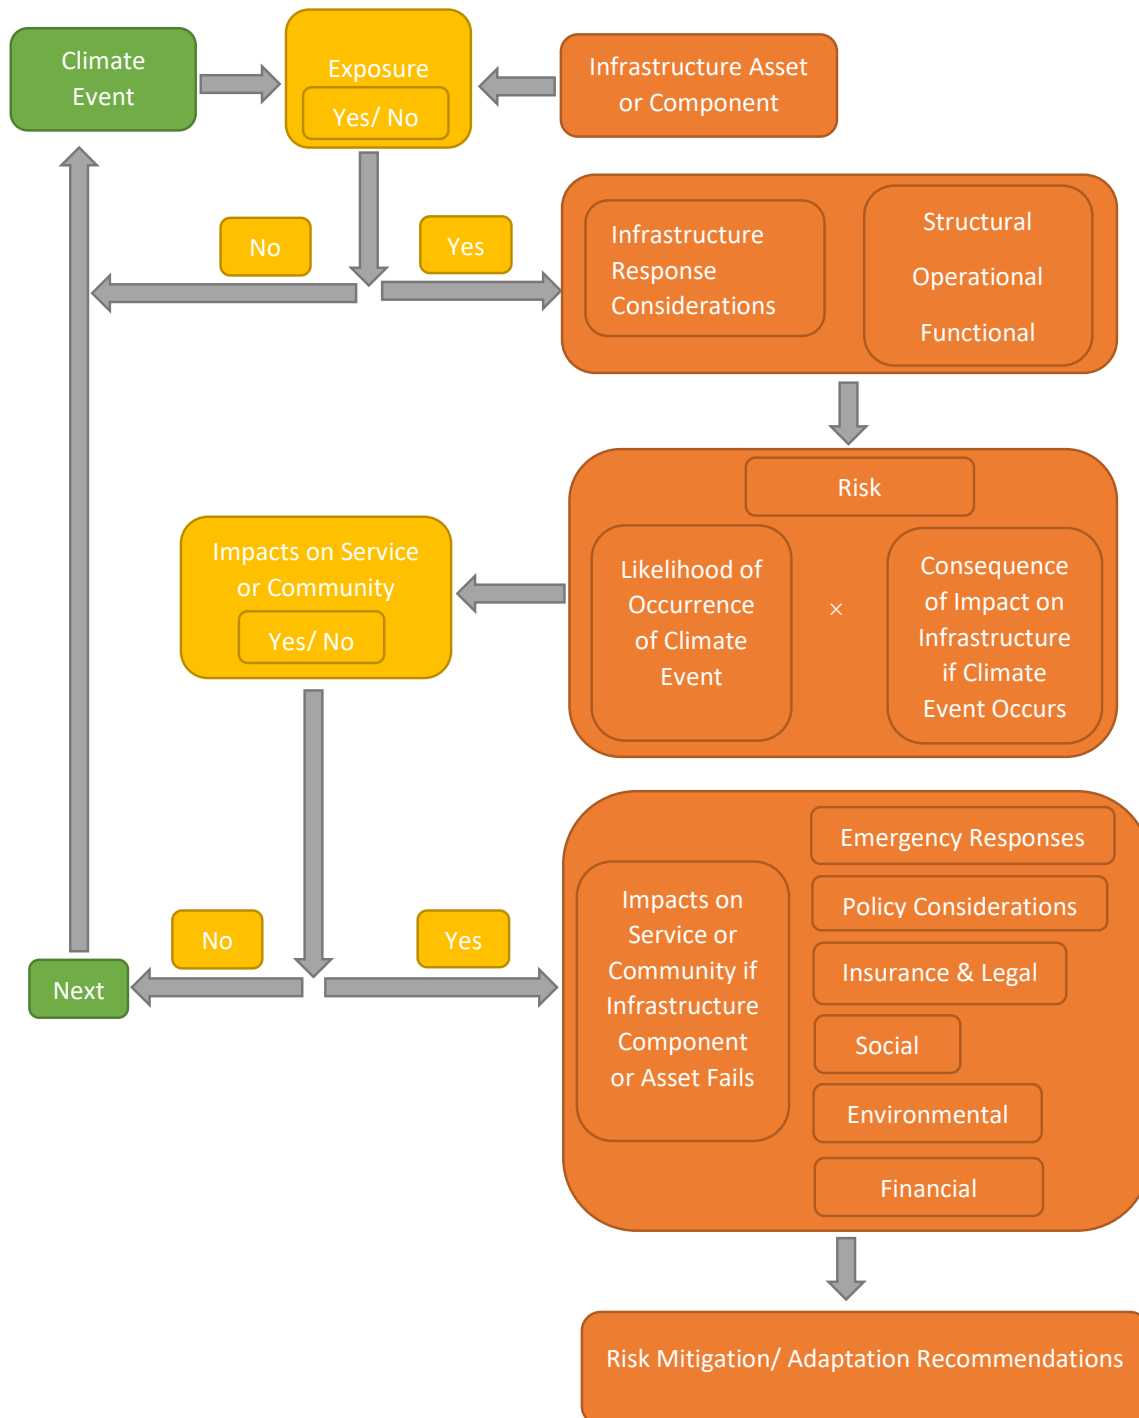 Climate
Event
Exposure
Yes/ No
Infrastructure Asset
or Component
No
Yes
Infrastructure
Response
Considerations
Structural
Operational
Functional
Risk
Likelihood of
Occurrence
of Climate
Event
×
Consequence
of Impact on
Infrastructure
if Climate
Event Occurs
Impacts on Service
or Community
Yes/ No
No
Yes
Next
Impacts on
Service or
Community if
Infrastructure
Component
or Asset Fails
Emergency Responses
Policy Considerations
Insurance & Legal
Social
Environmental
Financial
Risk Mitigation/ Adaptation Recommendations